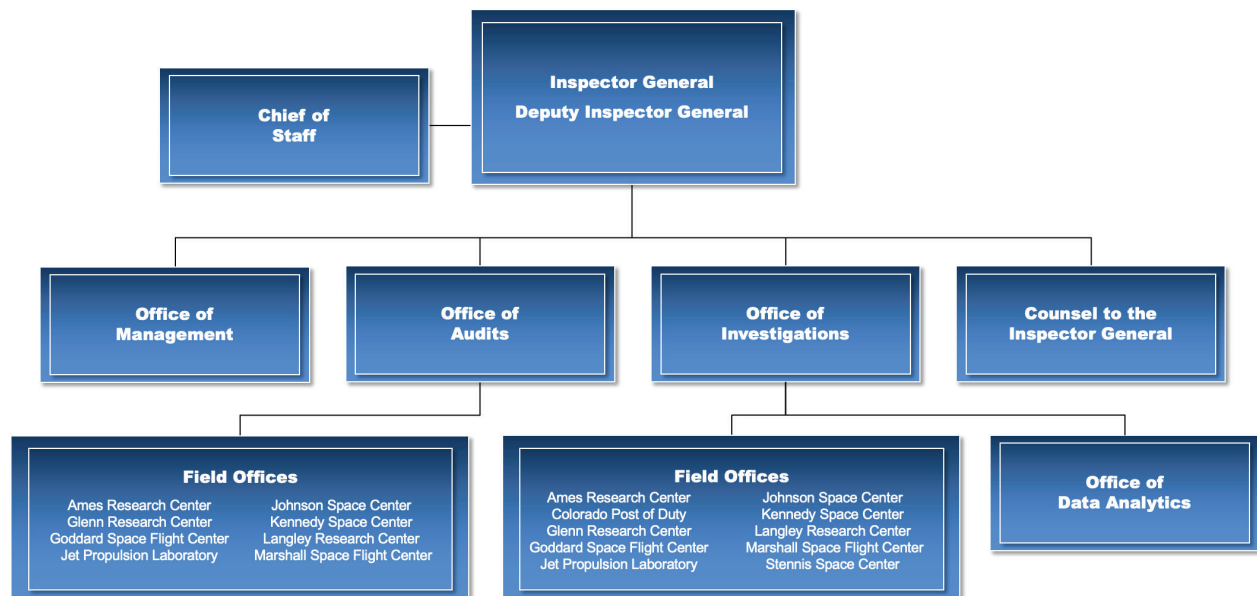 Inspector General
Deputy Inspector General
Chief of
Staff
Office of
Management
Office of
Audits
Office of
Investigations
Counsel to the
Inspector General
Field Offices
Ames Research Center
Glenn Research Center
Goddard Space Flight Center
Jet Propulsion Laboratory
Johnson Space Center
Kennedy Space Center
Langley Research Center
Marshall Space Flight Center
Field Offices
Ames Research Center
Colorado Post of Duty
Glenn Research Center
Goddard Space Flight Center
Jet Propulsion Laboratory
Johnson Space Center
Kennedy Space Center
Langley Research Center
Marshall Space Flight Center
Stennis Space Center
Office of
Data Analytics